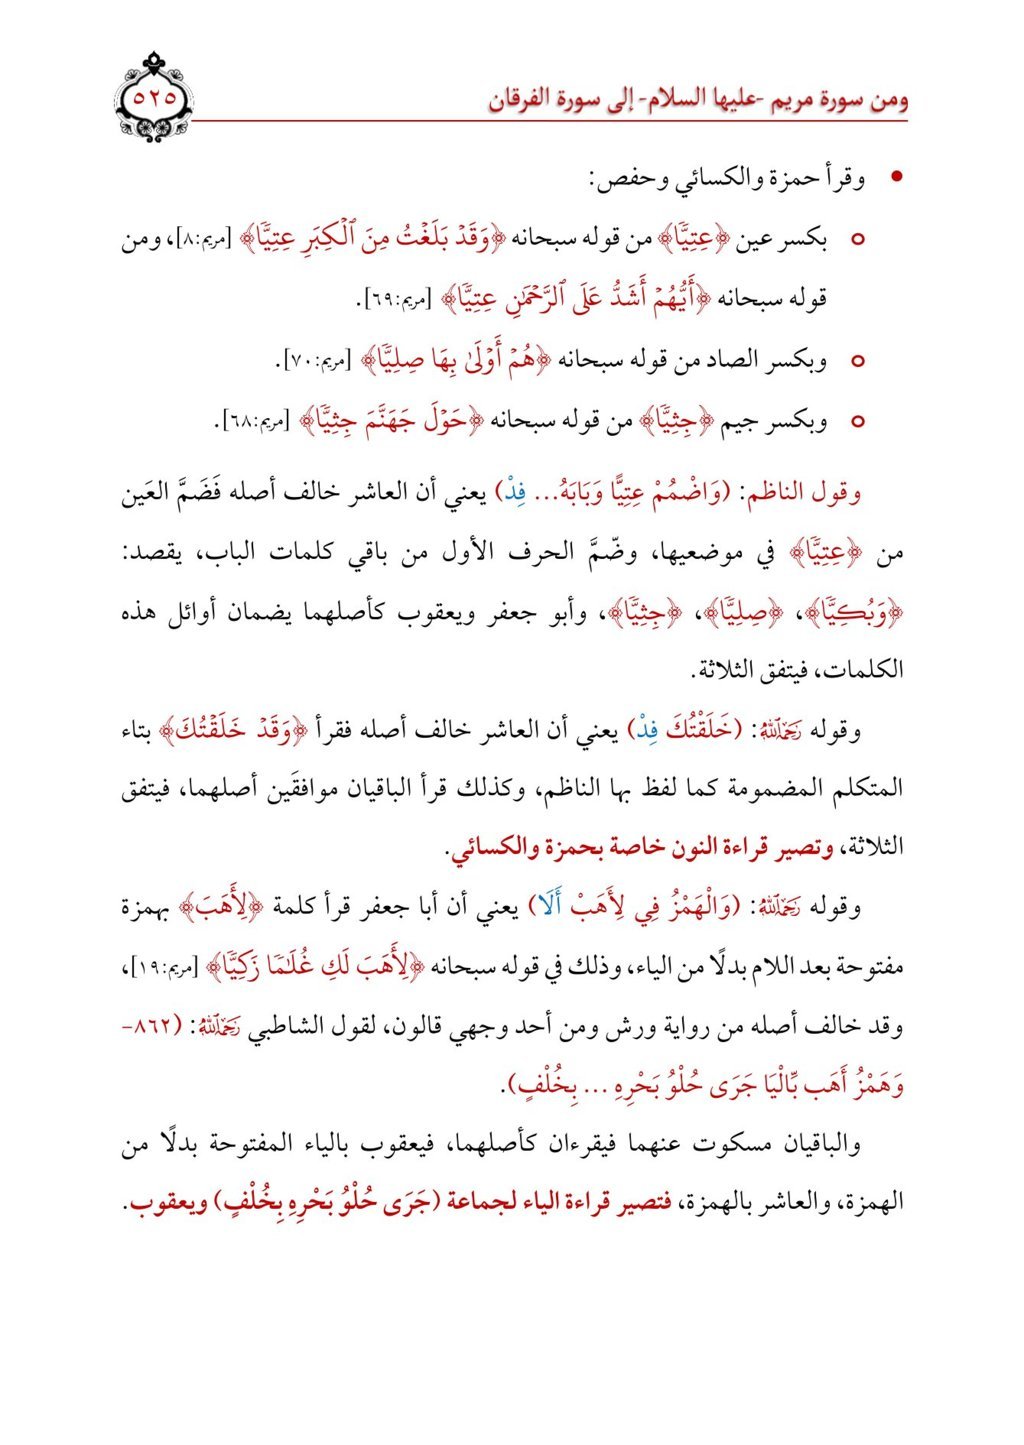 ومن سورة مريم -عليها السلام- إلى سورة الفرقان
٥٢٥
• وقرأ حمزة والكسائي وحفص:
o بكسر عين ﴿عِتِيّٗا﴾ من قوله سبحانه ﴿وَقَدۡ بَلَغۡتُ مِنَ ٱلۡكِبَرِ عِتِيّٗا﴾ [مريم:٨]، ومن
قوله سبحانه ﴿أَيُّهُمۡ أَشَدُّ عَلَى ٱلرَّحۡمَٰنِ عِتِيّٗا﴾ [مريم:٦٩].
o وبكسر الصاد من قوله سبحانه ﴿هُمۡ أَوۡلَىٰ بِهَا صِلِيّٗا﴾ [مريم:٧٠].
o وبكسر جيم ﴿جِثِيّٗا﴾ من قوله سبحانه ﴿حَوۡلَ جَهَنَّمَ جِثِيّٗا﴾ [مريم:٦٨].
وقول الناظم: (وَاضْمُمْ عِتِيًّا وَبَابَهُ... فِدْ) يعني أن العاشر خالف أصله فَضَمَّ العَين
من ﴿عِتِيّٗا﴾ في موضعيها، وضّمَّ الحرف الأول من باقي كلمات الباب، يقصد:
﴿وَبُكِيّٗا﴾، ﴿صِلِيّٗا﴾، ﴿جِثِيّٗا﴾، وأبو جعفر ويعقوب كأصلهما يضمان أوائل هذه
الكلمات، فيتفق الثلاثة.
وقوله رحمه الله: (خَلَقْتُكَ فِدْ) يعني أن العاشر خالف أصله فقرأ ﴿وَقَدۡ خَلَقۡتُكَ﴾ بتاء
المتكلم المضمومة كما لفظ بها الناظم، وكذلك قرأ الباقيان موافقَين أصلهما، فيتفق
الثلاثة، وتصير قراءة النون خاصة بحمزة والكسائي.
وقوله رحمه الله: (وَالْهَمْزُ فِي لِأَهَبْ أَلَا) يعني أن أبا جعفر قرأ كلمة ﴿لِأَهَبَ﴾ بهمزة
مفتوحة بعد اللام بدلًا من الياء، وذلك في قوله سبحانه ﴿لِأَهَبَ لَكِ غُلَٰمٗا زَكِيّٗا﴾ [مريم:١٩]،
وقد خالف أصله من رواية ورش ومن أحد وجهي قالون، لقول الشاطبي رحمه الله: (٨٦٢-
وَهَمْزُ أَهَب بِّالْيَا جَرَى حُلْوُ بَحْرِهِ ... بِخُلْفٍ).
والباقيان مسكوت عنهما فيقرءان كأصلهما، فيعقوب بالياء المفتوحة بدلًا من
الهمزة، والعاشر بالهمزة، فتصير قراءة الياء لجماعة (جَرَى حُلْوُ بَحْرِهِ بِخُلْفٍ) ويعقوب.